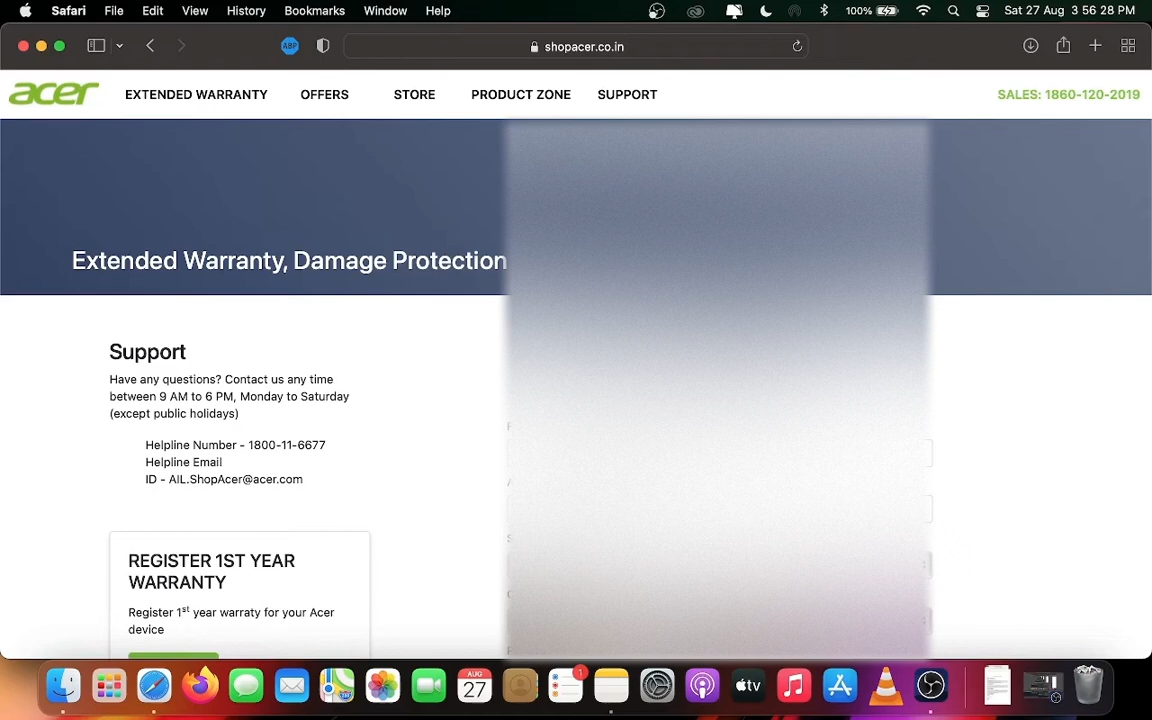 Safari File Edit View History Bookmarks Window Help 100% Sat 27 Aug 3 56 28 PM
ABP shopacer.co.in
acer EXTENDED WARRANTY OFFERS STORE PRODUCT ZONE SUPPORT SALES: 1860-120-2019
Extended Warranty, Damage Protection
Support
Have any questions? Contact us any time
between 9 AM to 6 PM, Monday to Saturday
(except public holidays)
Helpline Number - 1800-11-6677
Helpline Email
ID - AIL.ShopAcer@acer.com
REGISTER 1ST YEAR
WARRANTY
Register 1st year warraty for your Acer
device
AUG
27
1
tv